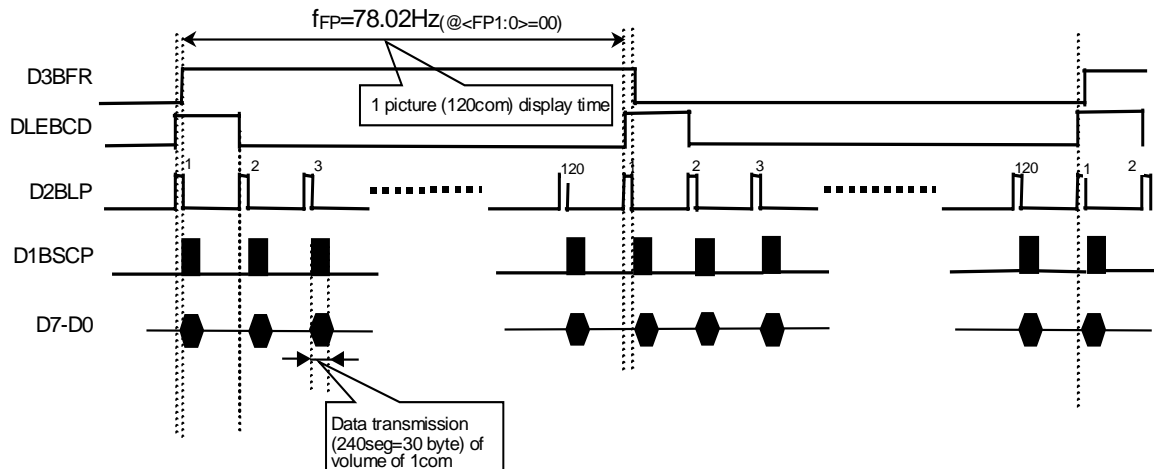 fFP=78.02Hz(@<FP1:0>=00)
D3BFR
1 picture (120com) display time
DLEBCD
D2BLP
1 2 3 120 1 2 3 120 1 2
D1BSCP
D7-D0
Data transmission
(240seg=30 byte) of
volume of 1com